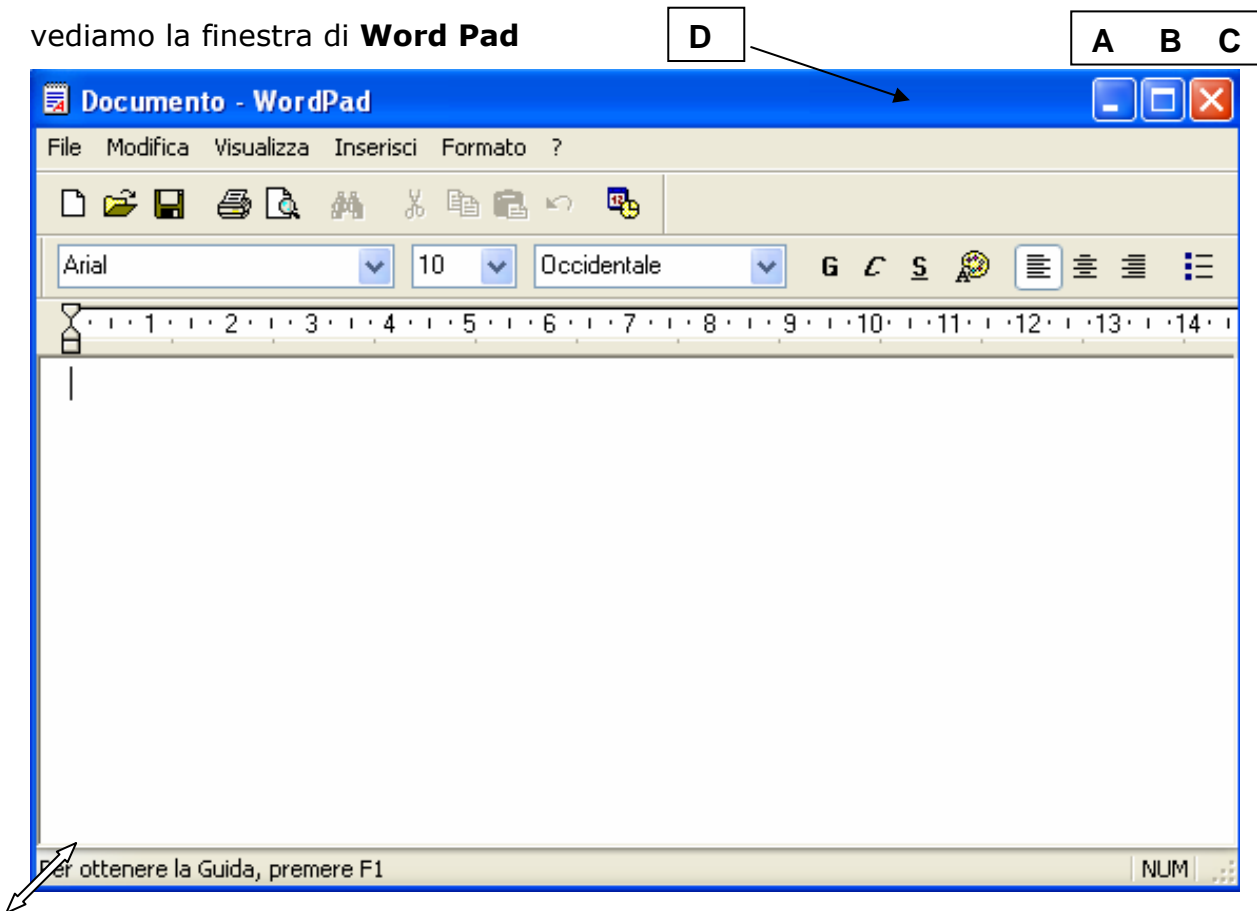 vediamo la finestra di Word Pad
D
A B C
Documento - WordPad
File Modifica Visualizza Inserisci Formato ?
Arial 10 Occidentale G C S
1 2 3 4 5 6 7 8 9 10 11 12 13 14
Per ottenere la Guida, premere F1 NUM